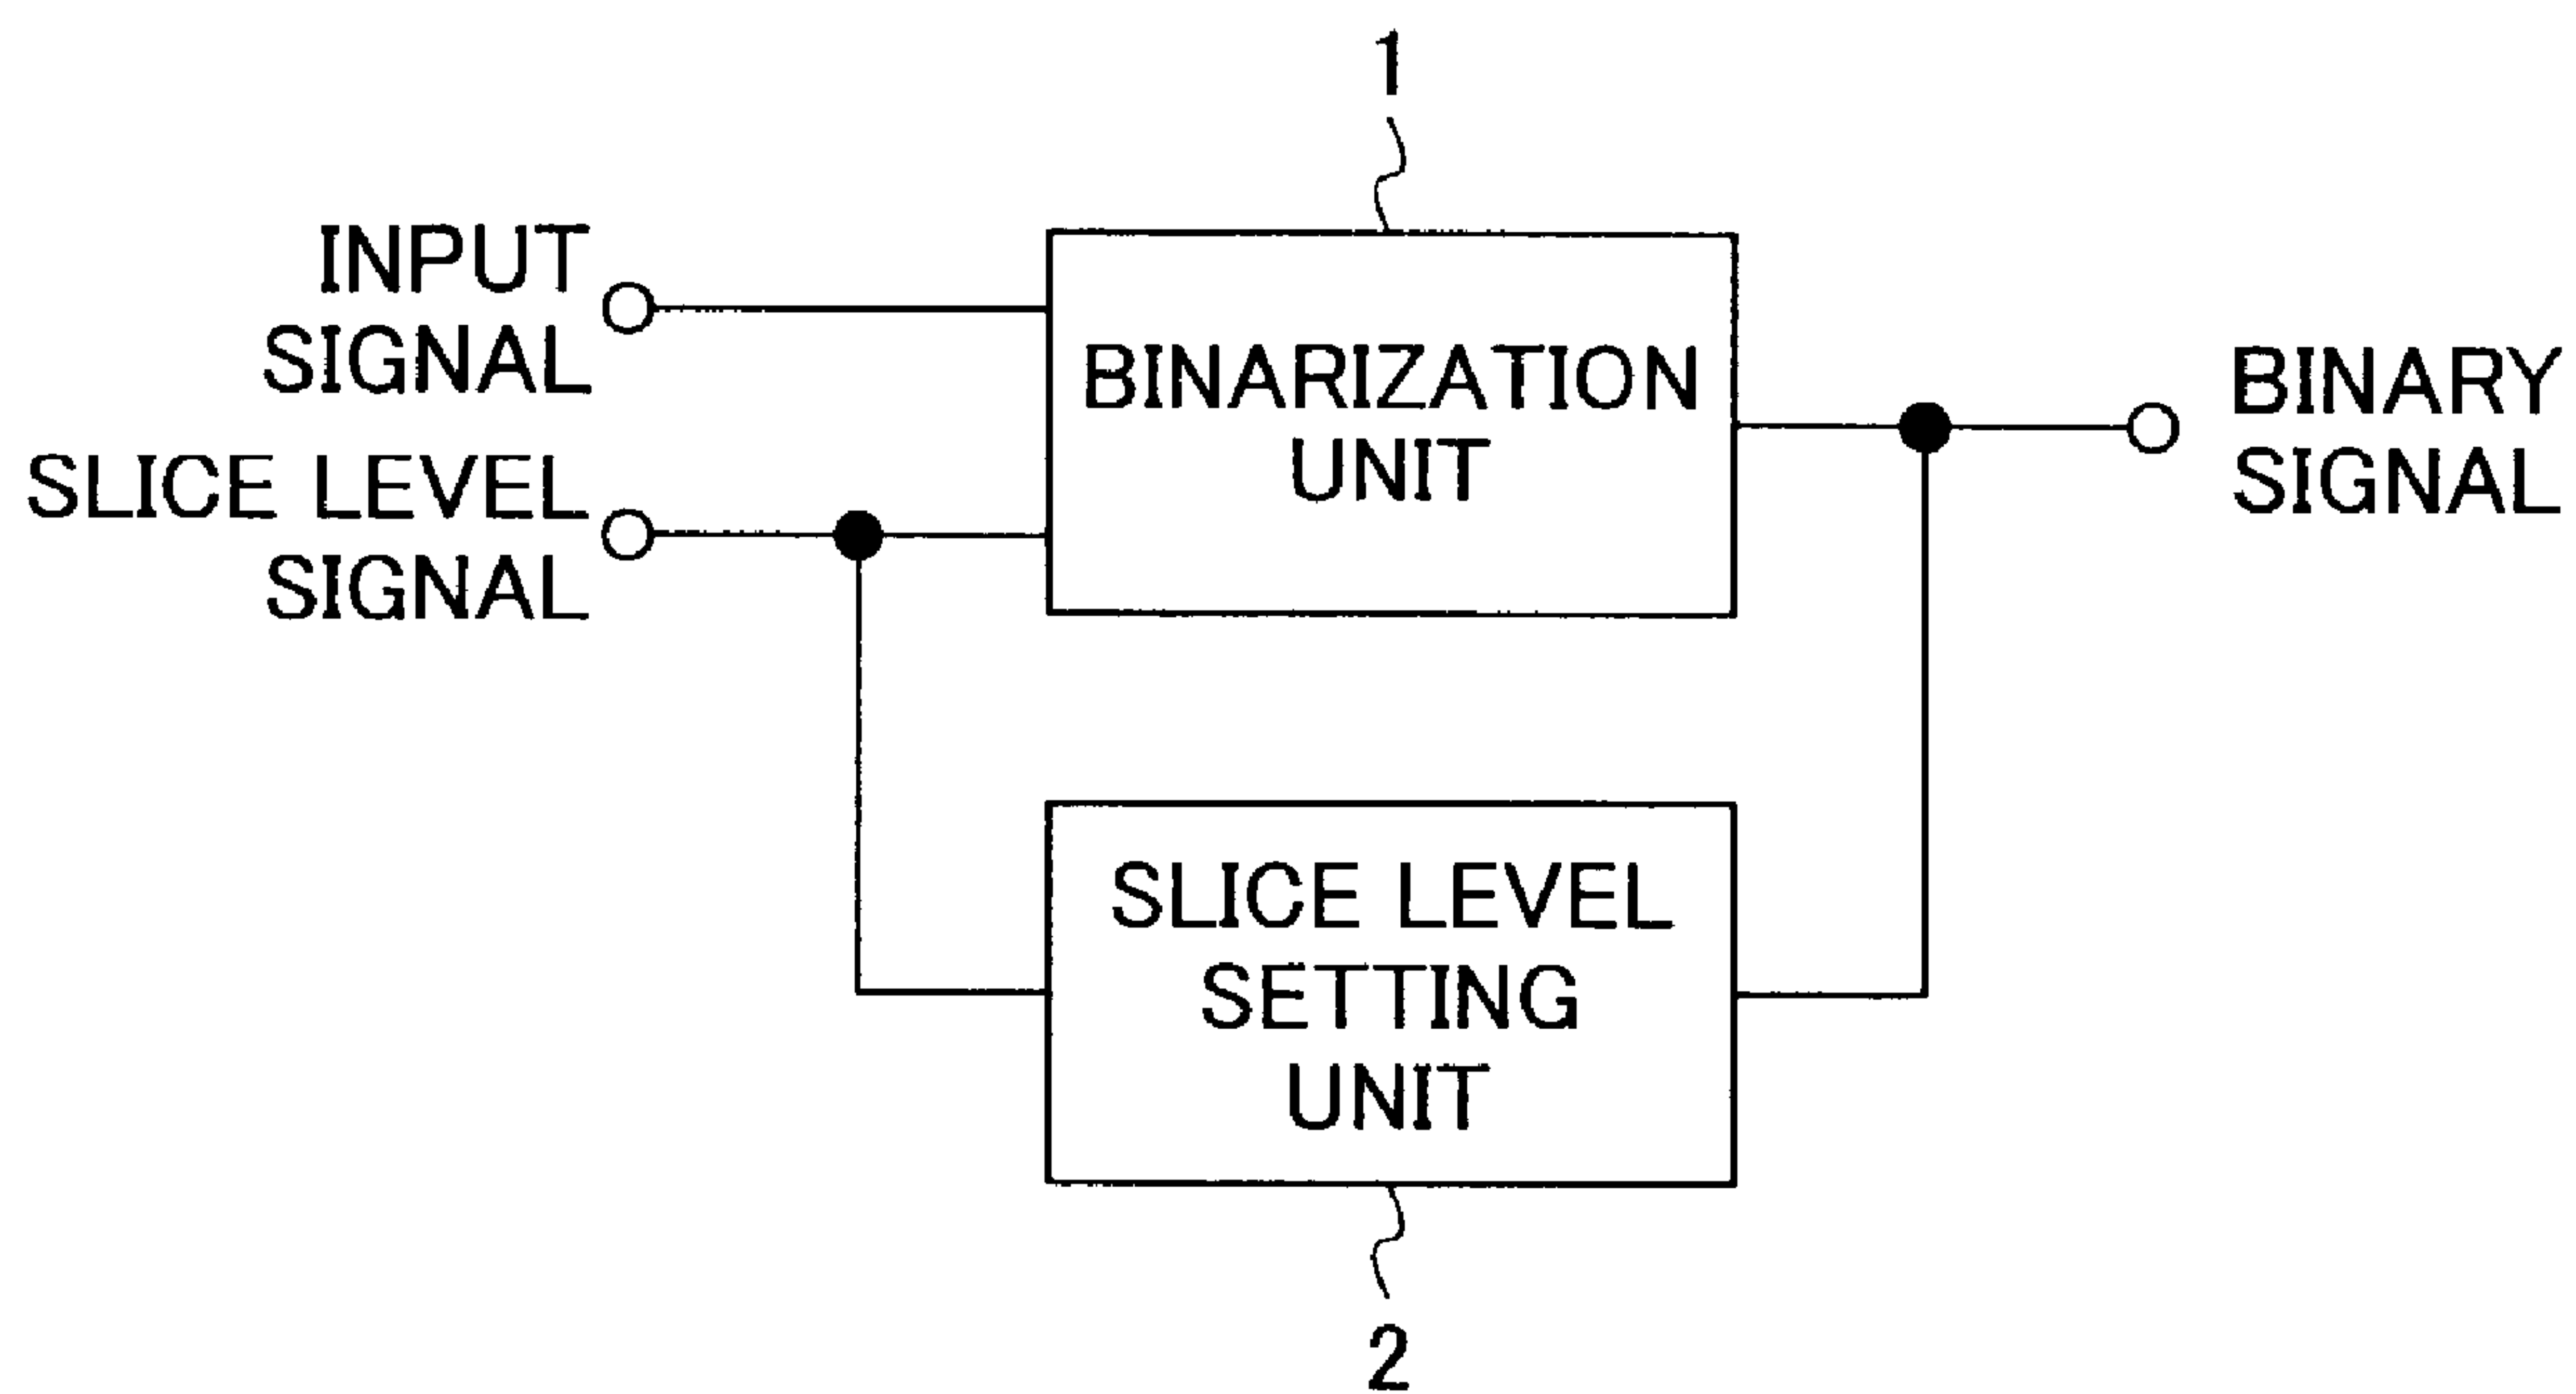 1
INPUT
SIGNAL
SLICE LEVEL
SIGNAL
BINARIZATION
UNIT
BINARY
SIGNAL
SLICE LEVEL
SETTING
UNIT
2